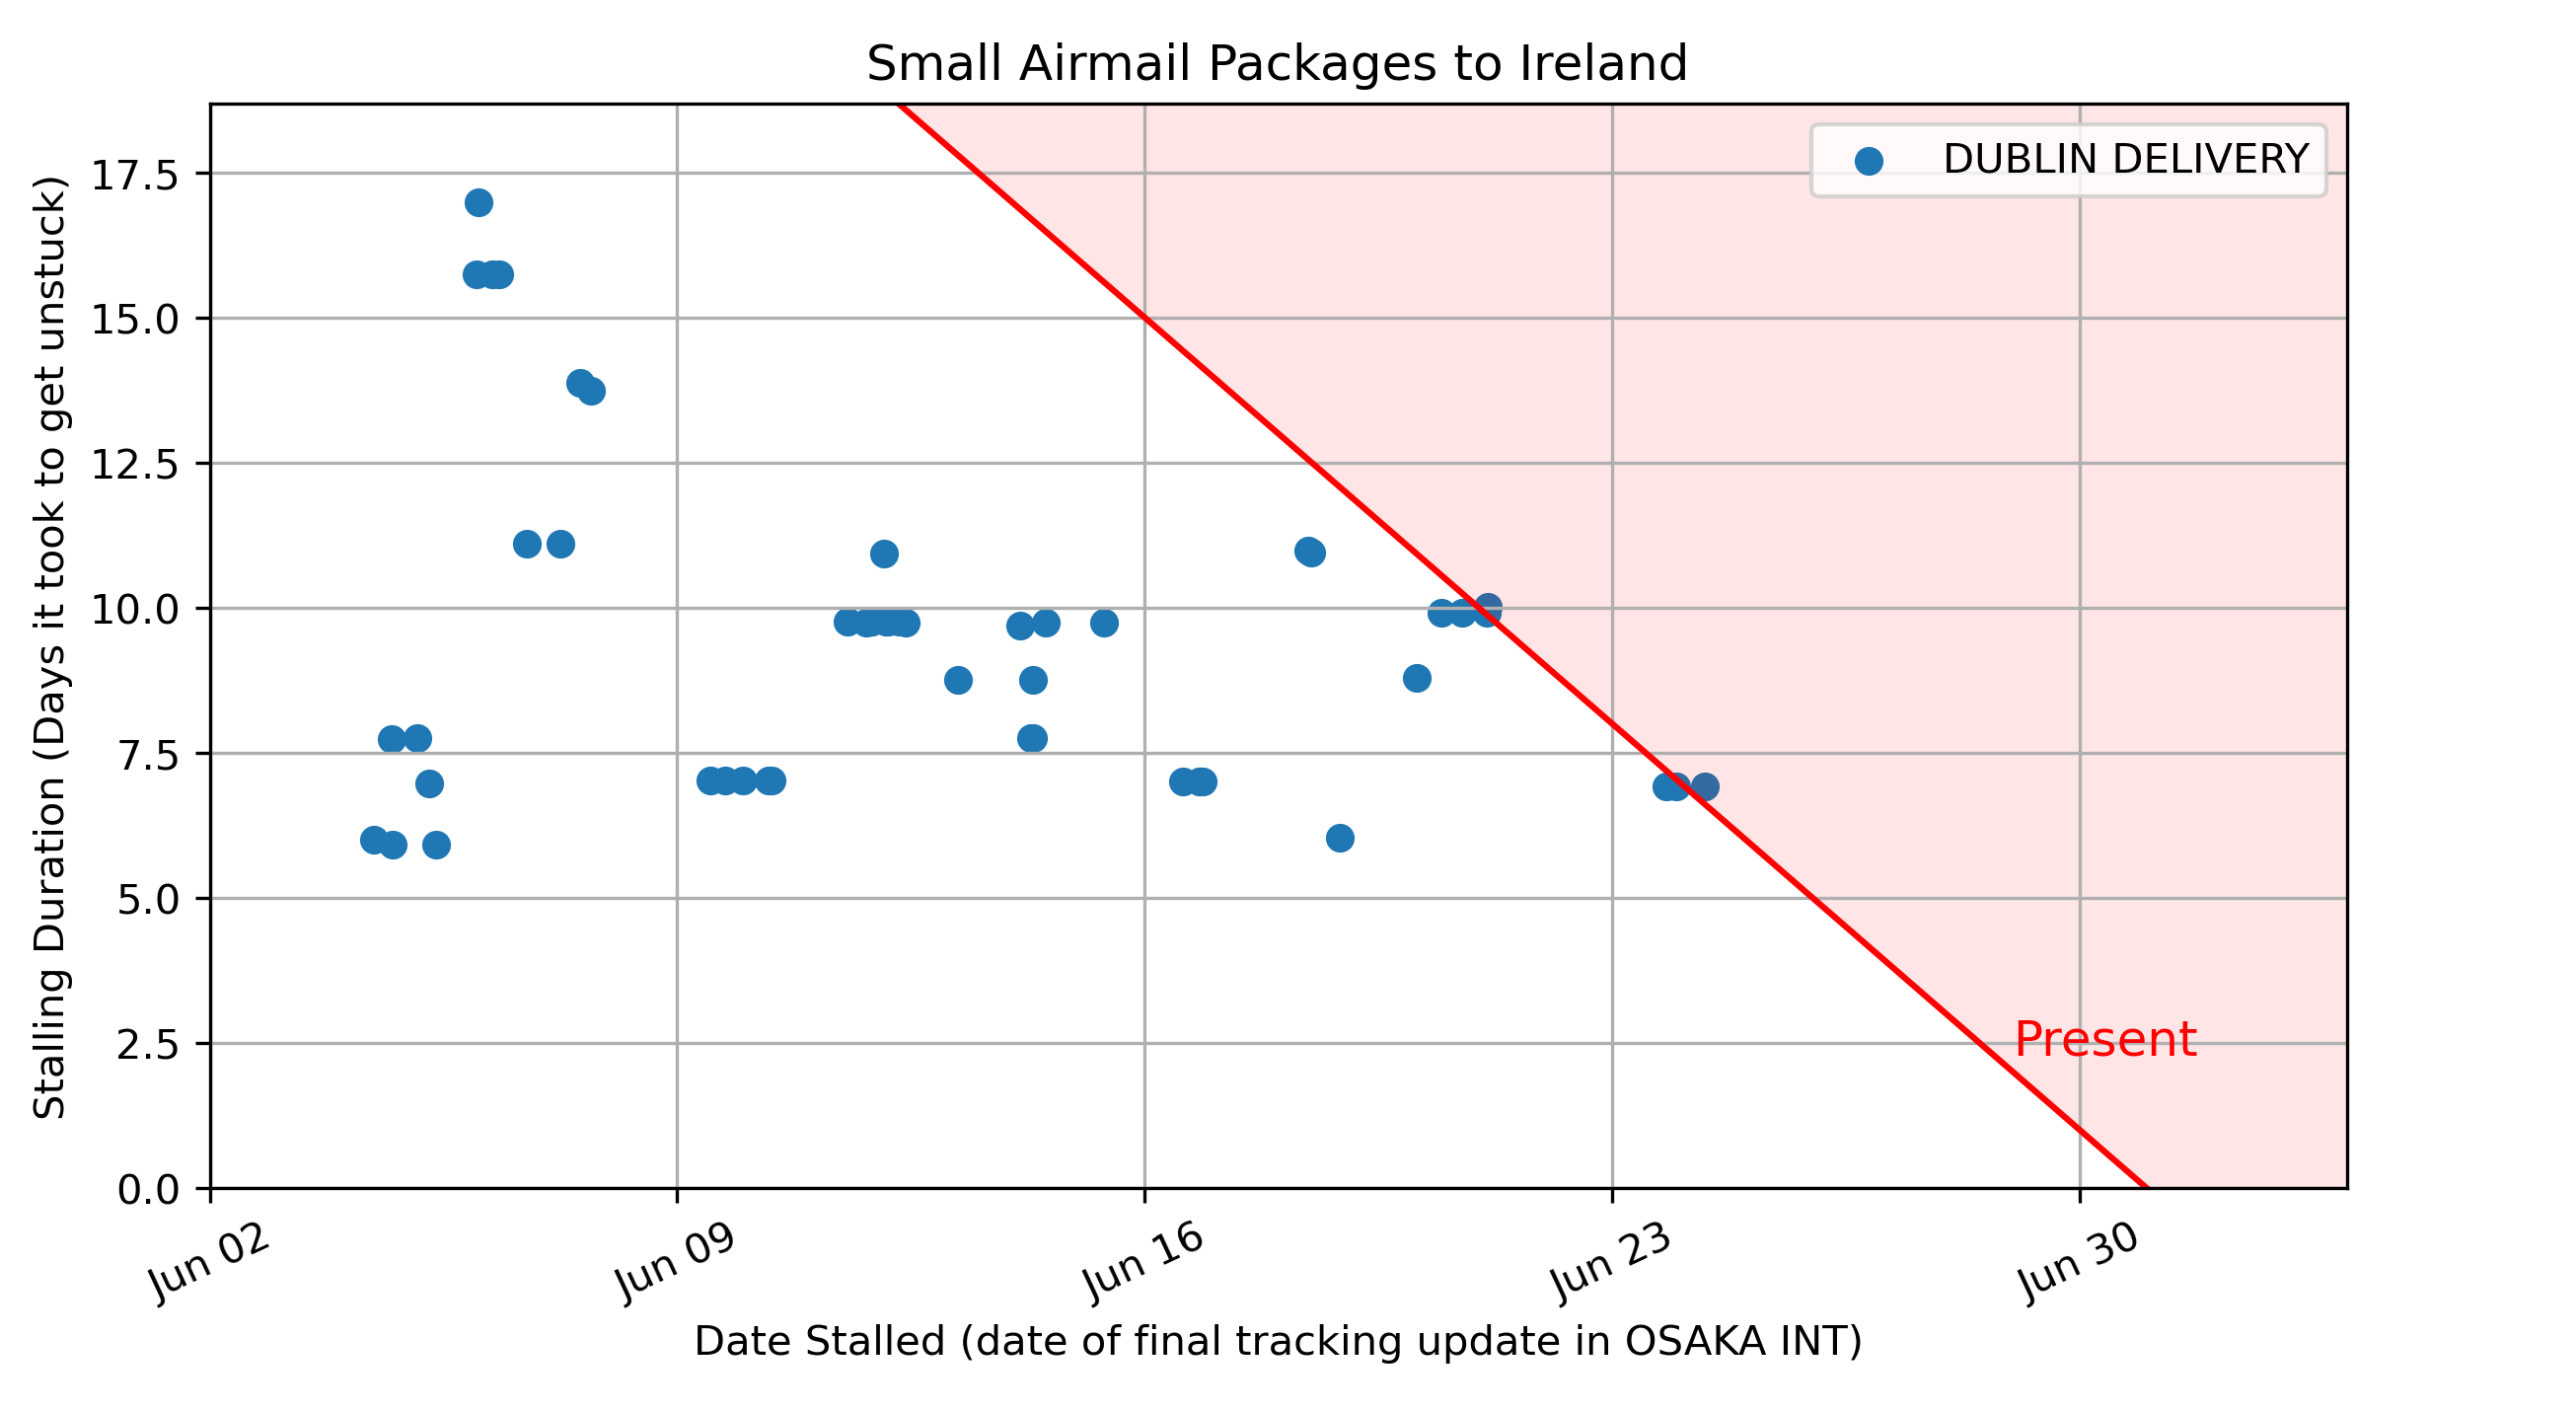 Small Airmail Packages to Ireland
DUBLIN DELIVERY
Stalling Duration (Days it took to get unstuck)
17.5
15.0
12.5
10.0
7.5
5.0
2.5
0.0
Present
Jun 02
Jun 09
Jun 16
Jun 23
Jun 30
Date Stalled (date of final tracking update in OSAKA INT)